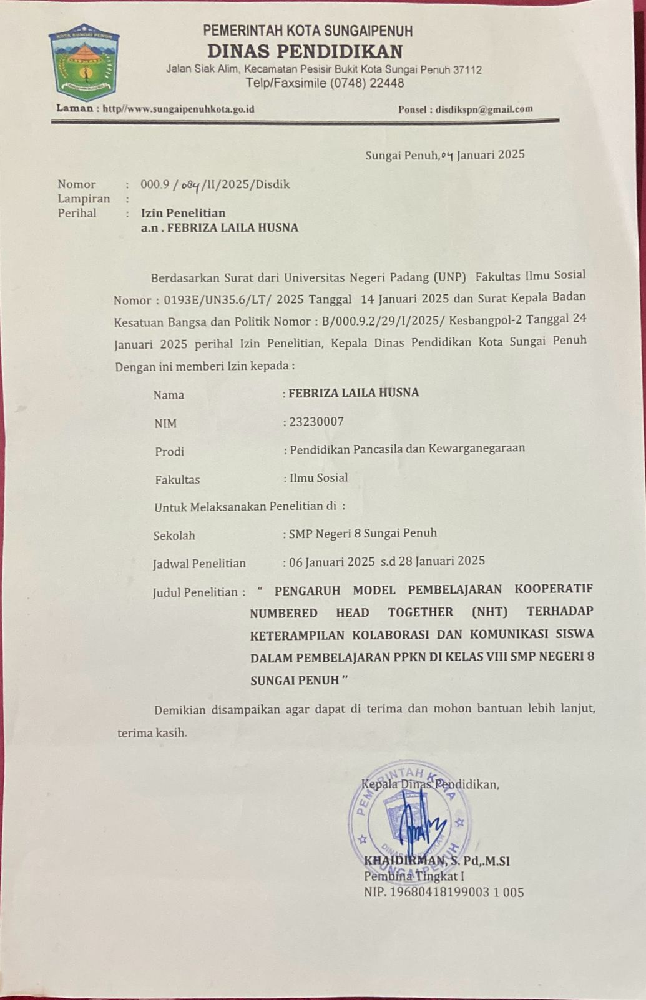 KOTA SUNGAI PENUH
PEMERINTAH KOTA SUNGAIPENUH
DINAS PENDIDIKAN
Jalan Siak Alim, Kecamatan Pesisir Bukit Kota Sungai Penuh 37112
Telp/Faxsimile (0748) 22448
Laman : http//www.sungaipenuhkota.go.id Ponsel : disdikspn@gmail.com
Sungai Penuh, 04 Januari 2025
Nomor : 000.9 / 084 /II/2025/Disdik
Lampiran :
Perihal : Izin Penelitian
a.n . FEBRIZA LAILA HUSNA
Berdasarkan Surat dari Universitas Negeri Padang (UNP) Fakultas Ilmu Sosial
Nomor : 0193E/UN35.6/LT/ 2025 Tanggal 14 Januari 2025 dan Surat Kepala Badan
Kesatuan Bangsa dan Politik Nomor : B/000.9.2/29/I/2025/ Kesbangpol-2 Tanggal 24
Januari 2025 perihal Izin Penelitian, Kepala Dinas Pendidikan Kota Sungai Penuh
Dengan ini memberi Izin kepada :
Nama : FEBRIZA LAILA HUSNA
NIM : 23230007
Prodi : Pendidikan Pancasila dan Kewarganegaraan
Fakultas : Ilmu Sosial
Untuk Melaksanakan Penelitian di :
Sekolah : SMP Negeri 8 Sungai Penuh
Jadwal Penelitian : 06 Januari 2025 s.d 28 Januari 2025
Judul Penelitian : “ PENGARUH MODEL PEMBELAJARAN KOOPERATIF
NUMBERED HEAD TOGETHER (NHT) TERHADAP
KETERAMPILAN KOLABORASI DAN KOMUNIKASI SISWA
DALAM PEMBELAJARAN PPKN DI KELAS VIII SMP NEGERI 8
SUNGAI PENUH ”
Demikian disampaikan agar dapat di terima dan mohon bantuan lebih lanjut,
terima kasih.
Kepala Dinas Pendidikan,
PEMERINTAH KOTA
DINAS PENDIDIKAN
SUNGAIPENUH
KHAIDIRMAN, S. Pd,.M.SI
Pembina Tingkat I
NIP. 19680418199003 1 005